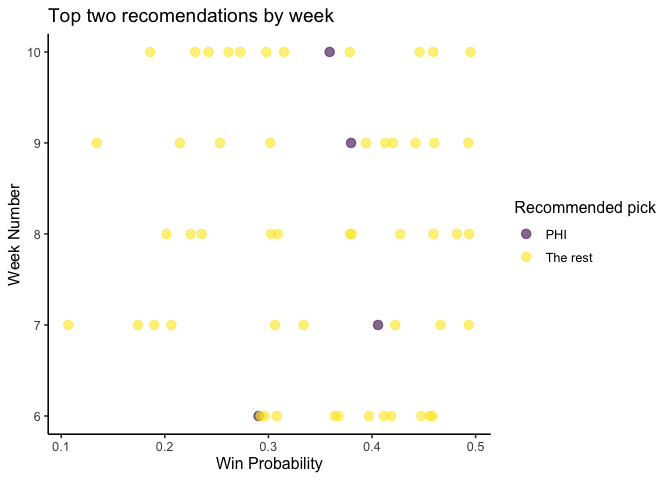 Top two recomendations by week
10
9
8
7
6
Week Number
0.1 0.2 0.3 0.4 0.5
Win Probability
Recommended pick
PHI
The rest